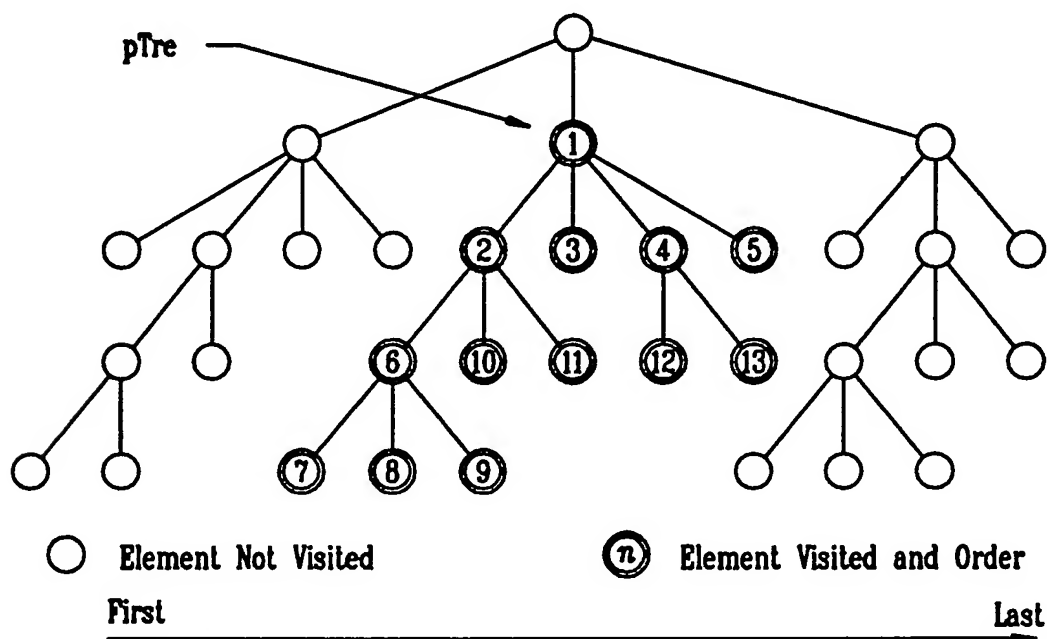 pTre
1
2 3 4 5
6 10 11 12 13
7 8 9
Element Not Visited
n Element Visited and Order
First Last